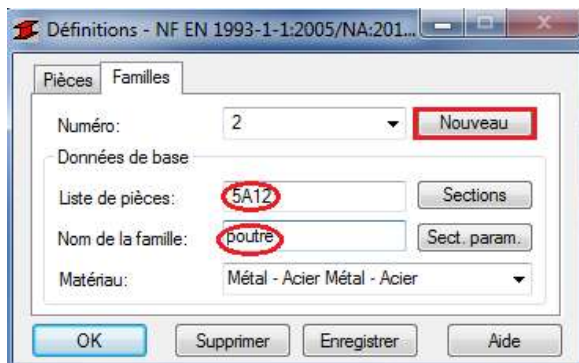 Définitions - NF EN 1993-1-1:2005/NA:201...
Pièces Familles
Numéro: 2 Nouveau
Données de base
Liste de pièces: 5A12 Sections
Nom de la famille: poutre Sect. param.
Matériau: Métal - Acier Métal - Acier
OK Supprimer Enregistrer Aide